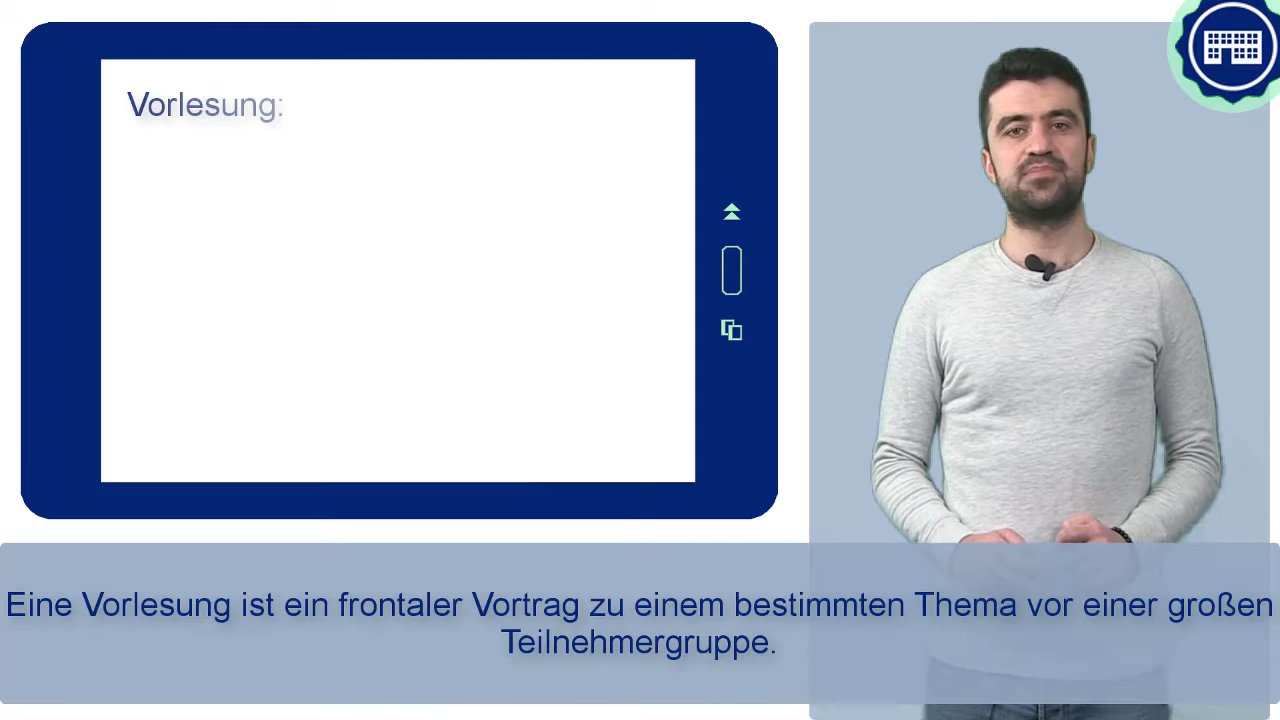 Vorlesung:
Eine Vorlesung ist ein frontaler Vortrag zu einem bestimmten Thema vor einer großen
Teilnehmergruppe.